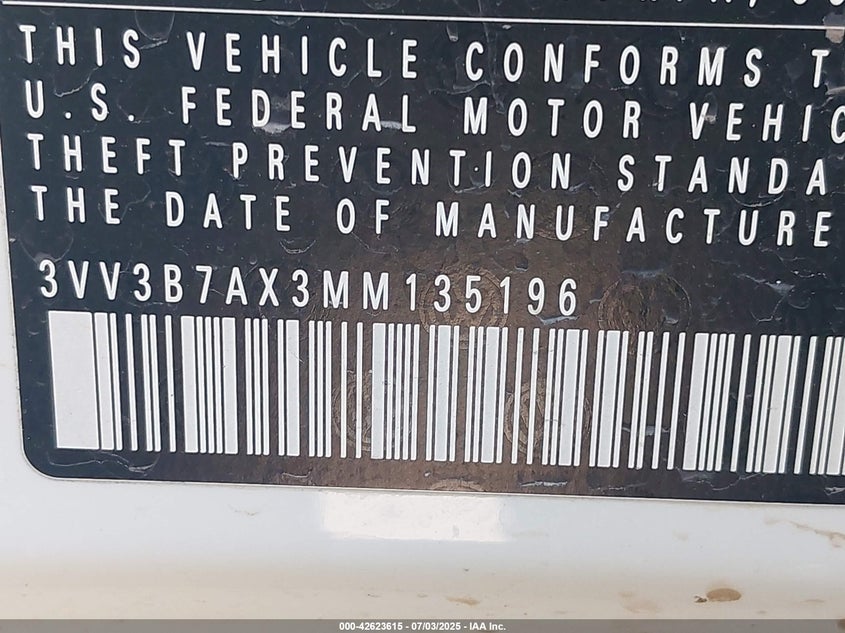 THIS VEHICLE CONFORMS T
U.S. FEDERAL MOTOR VEHIC
THEFT PREVENTION STANDA
THE DATE OF MANUFACTURE
3VV3B7AX3MM135196
000-42623615 - 07/03/2025 - IAA Inc.